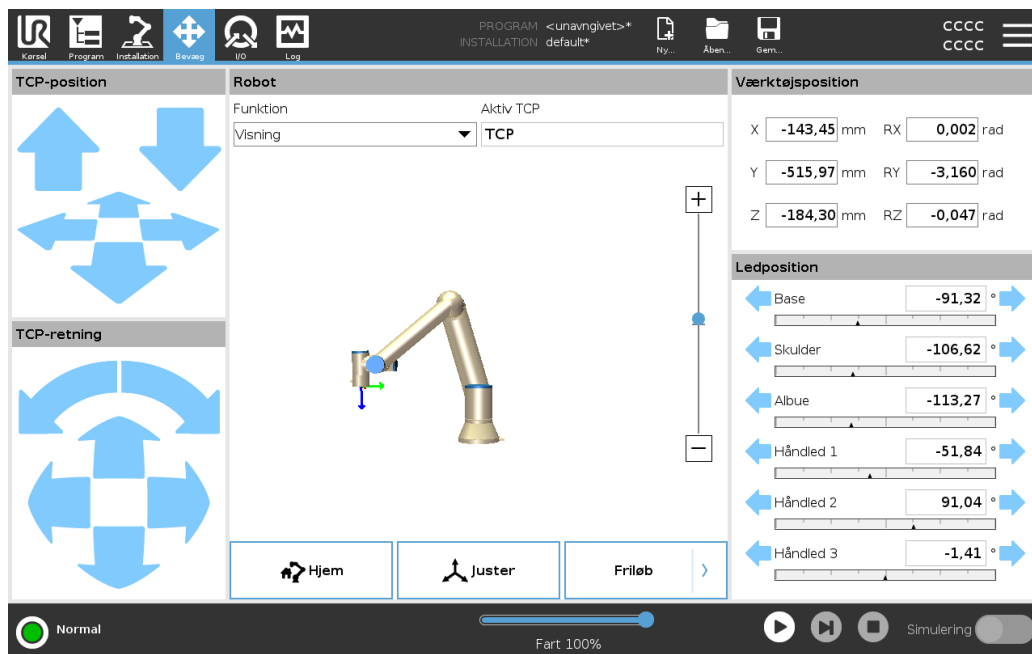 UR
PROGRAM <unavngivet>*
INSTALLATION default*
CCCC
CCCC
Kørsel Program Installation Bevæg I/O Log Ny... Åben... Gem...
TCP-position
Robot
Værktøjsposition
Funktion Aktiv TCP
Visning TCP
X -143,45 mm RX 0,002 rad
Y -515,97 mm RY -3,160 rad
Z -184,30 mm RZ -0,047 rad
Ledposition
Base -91,32 °
Skulder -106,62 °
Albue -113,27 °
Håndled 1 -51,84 °
Håndled 2 91,04 °
Håndled 3 -1,41 °
TCP-retning
Hjem Juster Friløb
Normal
Fart 100%
Simulering